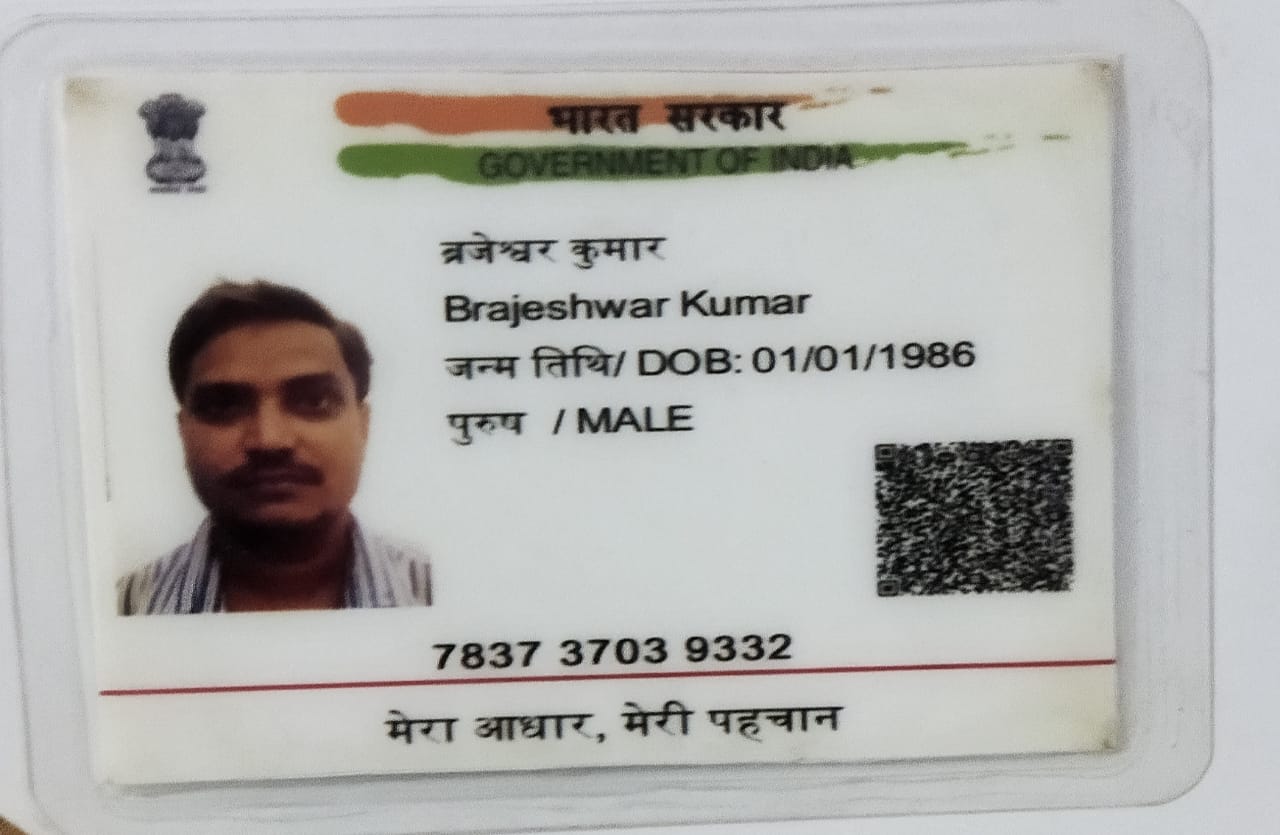 भारत सरकार
GOVERNMENT OF INDIA
ब्रजेश्वर कुमार
Brajeshwar Kumar
जन्म तिथि/ DOB: 01/01/1986
पुरुष / MALE
7837 3703 9332
मेरा आधार, मेरी पहचान